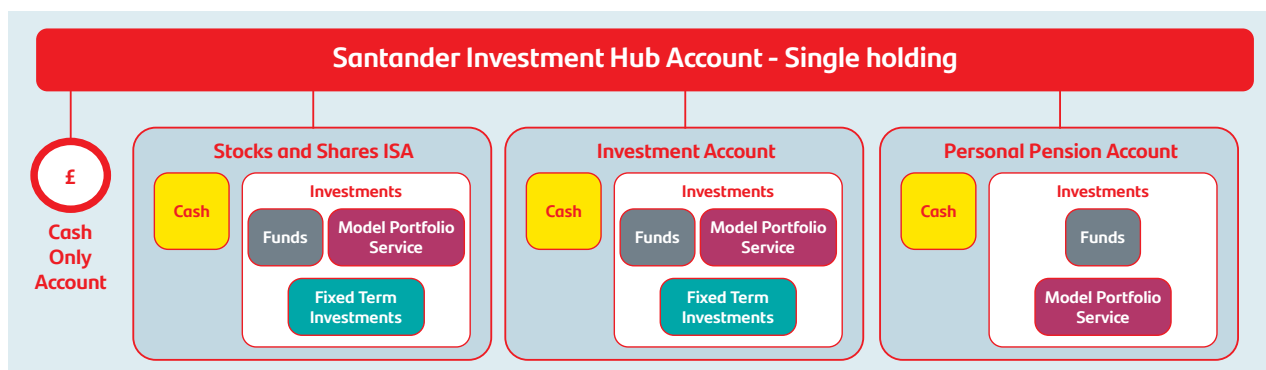 Santander Investment Hub Account - Single holding
£
Cash
Only
Account
Stocks and Shares ISA
Cash
Investments
Funds
Model Portfolio
Service
Fixed Term
Investments
Investment Account
Cash
Investments
Funds
Model Portfolio
Service
Fixed Term
Investments
Personal Pension Account
Cash
Investments
Funds
Model Portfolio
Service